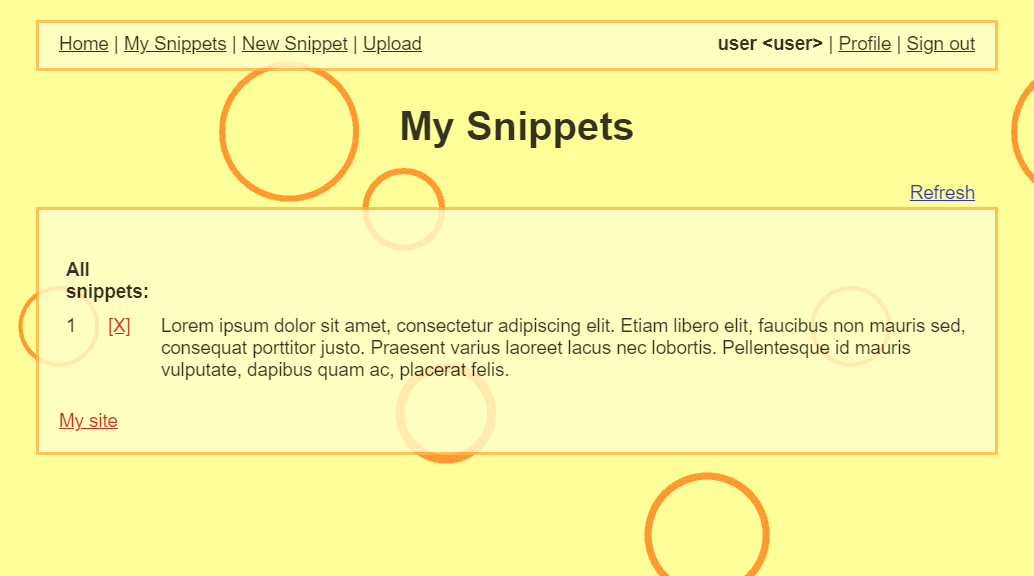 Home | My Snippets | New Snippet | Upload
user <user> | Profile | Sign out
My Snippets
Refresh
All
snippets:
1 [X] Lorem ipsum dolor sit amet, consectetur adipiscing elit. Etiam libero elit, faucibus non mauris sed,
consequat porttitor justo. Praesent varius laoreet lacus nec lobortis. Pellentesque id mauris
vulputate, dapibus quam ac, placerat felis.
My site